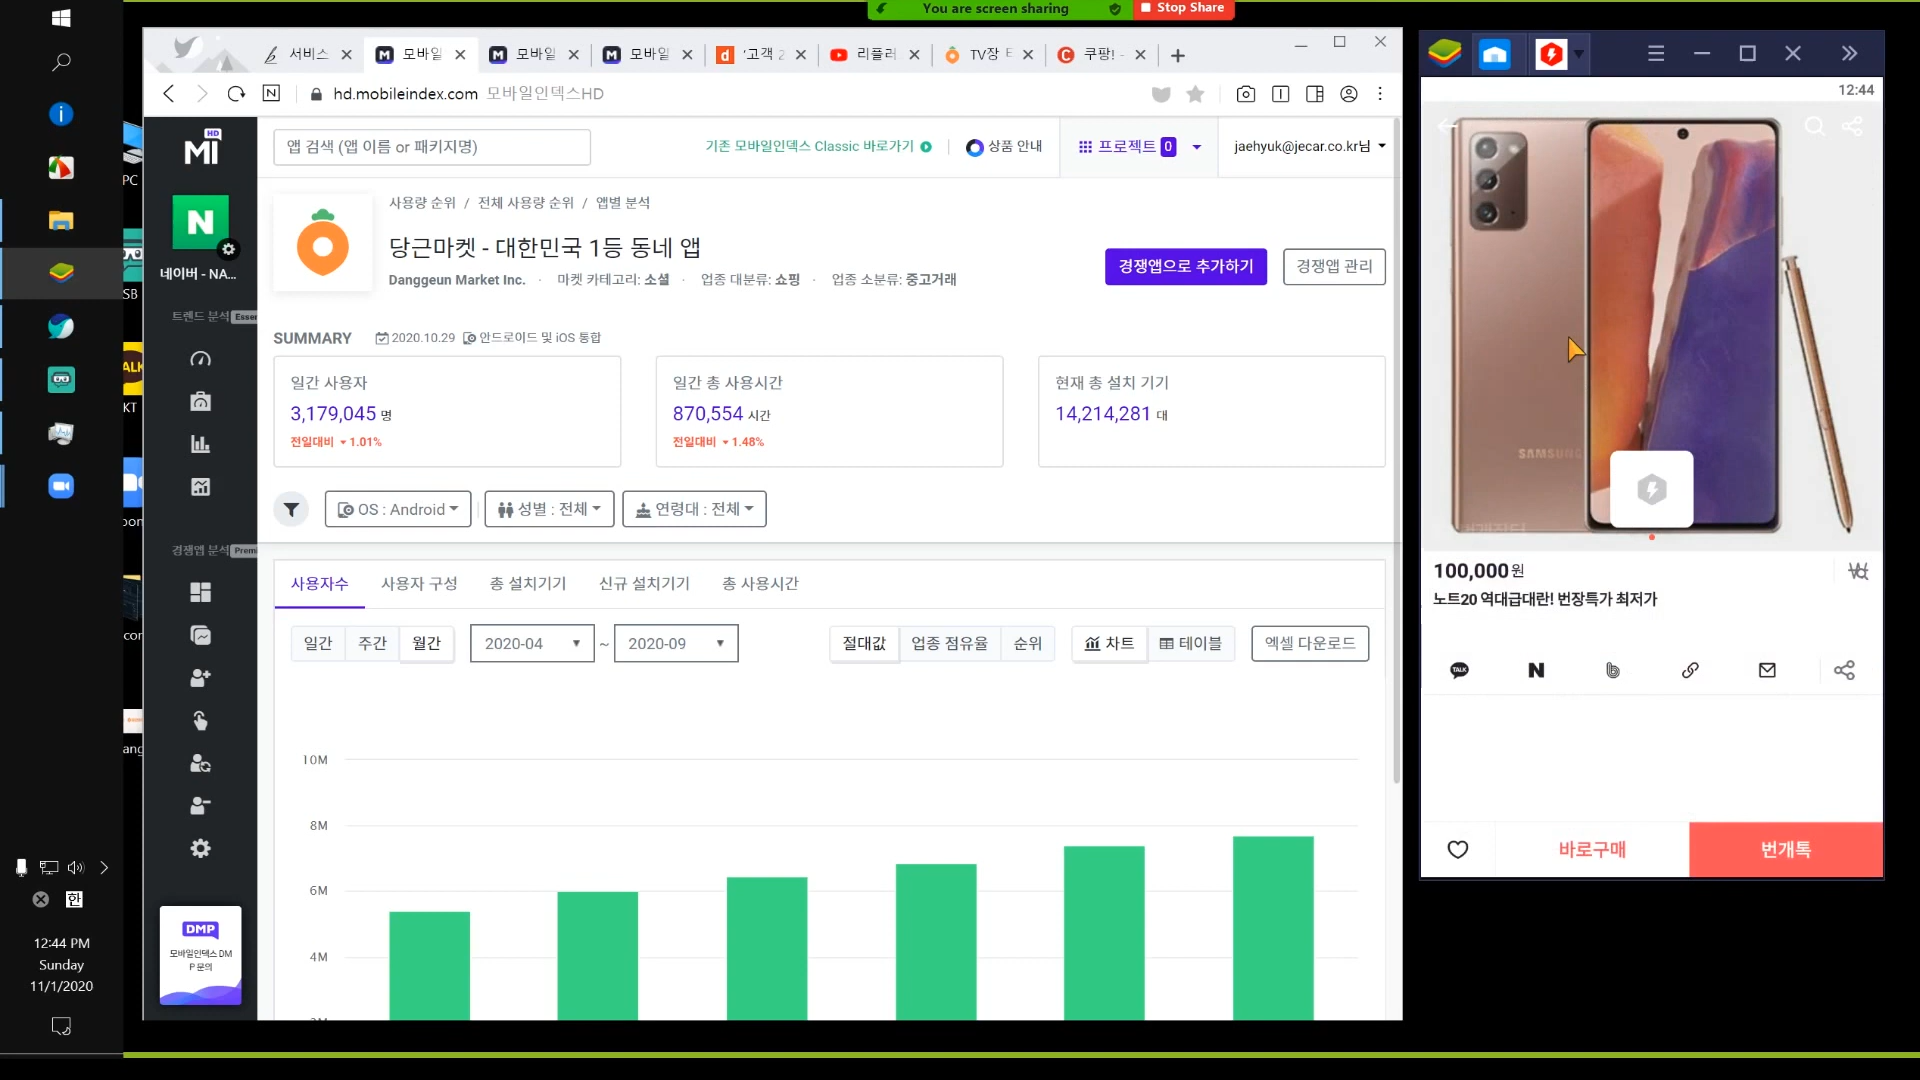 You are screen sharing
Stop Share
서비스
모바일
모바일
모바일
'고객 2
리플러
TV장
쿠팡! -
hd.mobileindex.com 모바일인덱스HD
HD
MI
앱 검색 (앱 이름 or 패키지명)
기존 모바일인덱스 Classic 바로가기
상품 안내
프로젝트 0
jaehyuk@jecar.co.kr님
사용량 순위 / 전체 사용량 순위 / 앱별 분석
당근마켓 - 대한민국 1등 동네 앱
Danggeun Market Inc. · 마켓 카테고리: 소셜 · 업종 대분류: 쇼핑 · 업종 소분류: 중고거래
경쟁앱으로 추가하기
경쟁앱 관리
N
네이버 - NA...
트렌드 분석
경쟁앱 분석
SUMMARY
2020.10.29 안드로이드 및 iOS 통합
일간 사용자
3,179,045 명
전일대비 ▾ 1.01%
일간 총 사용시간
870,554 시간
전일대비 ▾ 1.48%
현재 총 설치 기기
14,214,281 대
OS : Android
성별 : 전체
연령대 : 전체
사용자수
사용자 구성
총 설치기기
신규 설치기기
총 사용시간
일간
주간
월간
2020-04
~
2020-09
절대값
업종 점유율
순위
차트
테이블
엑셀 다운로드
10M
8M
6M
4M
DMP
모바일인덱스 DM
P 문의
PC
SB
KT
12:44 PM
Sunday
11/1/2020
한
12:44
SAMSUNG
100,000원
노트20 역대급대란! 번장특가 최저가
TALK
N
바로구매
번개톡